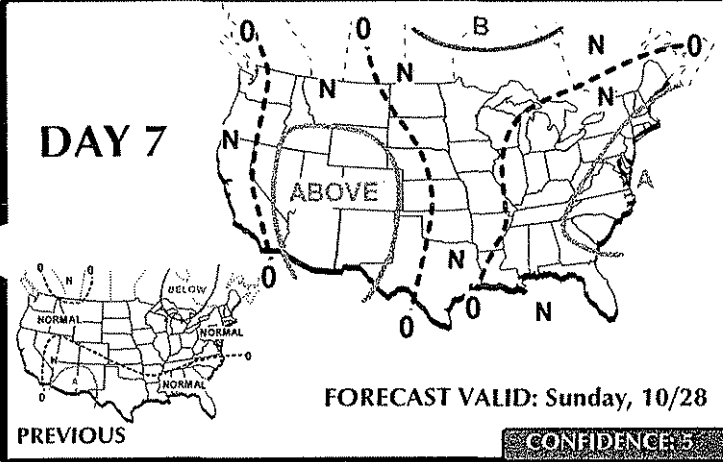 0
0
B
N
0
N
N
N
DAY 7
N
ABOVE
A
N
0
0
0
N
0
N
0
BELOW
NORMAL
NORMAL
N
0
A
NORMAL
0
FORECAST VALID: Sunday, 10/28
PREVIOUS
CONFIDENCE: 5